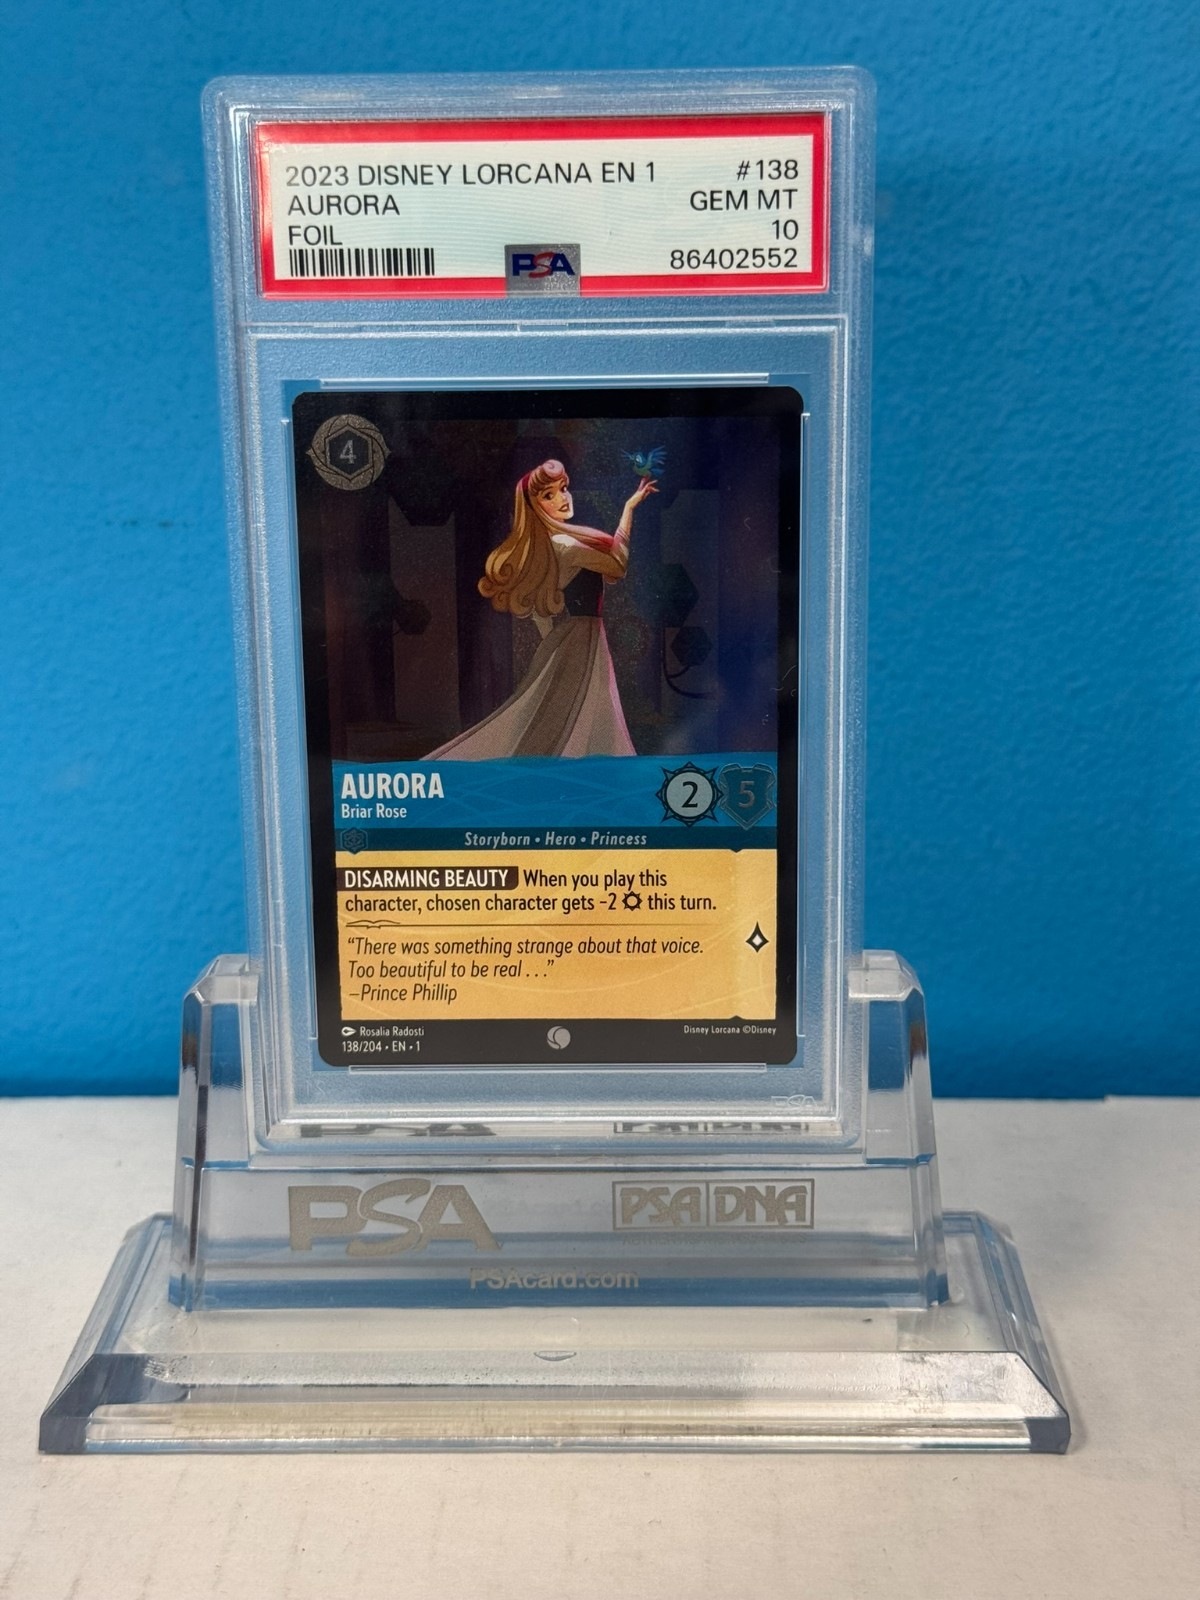 2023 DISNEY LORCANA EN 1 #138
AURORA GEM MT
FOIL 10
PSA 86402552
4
AURORA
Briar Rose
2 5
Storyborn • Hero • Princess
DISARMING BEAUTY When you play this
character, chosen character gets -2 this turn.
“There was something strange about that voice.
Too beautiful to be real . . .”
–Prince Phillip
Rosalia Radosti Disney Lorcana ©Disney
138/204 • EN • 1
PSA
PSA DNA
PSAcard.com